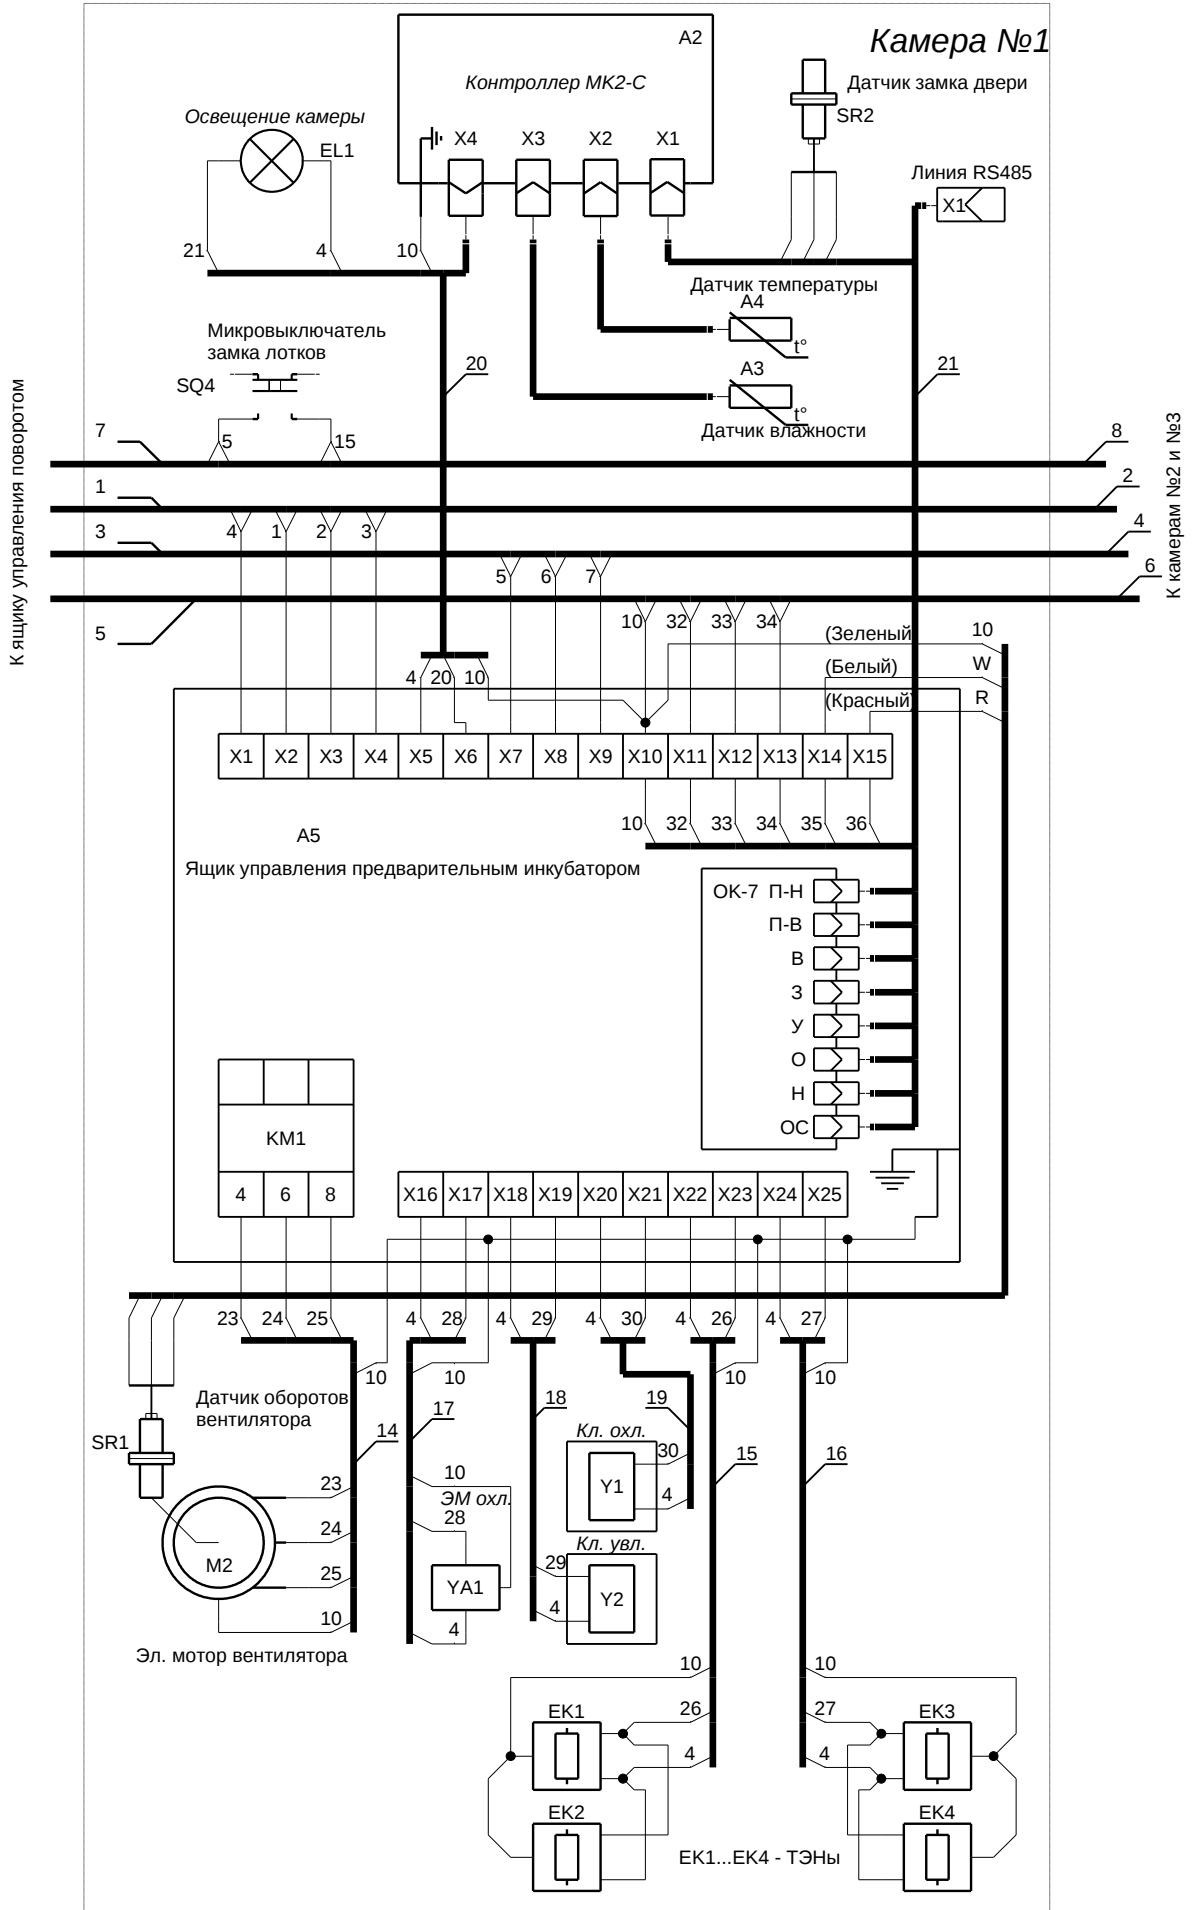 Камера №1
A2
Контроллер МК2-С
Датчик замка двери
SR2
Освещение камеры
EL1
X4 X3 X2 X1
Линия RS485
X1
21 4 10
Датчик температуры
A4
t°
Микровыключатель
замка лотков
SQ4
20
A3
t°
Датчик влажности
21
К ящику управления поворотом
К камерам №2 и №3
7 5 15 8
1 2
4 1 2 3
3 4
5 6 7
6
5
10 32 33 34
(Зеленый 10
(Белый) W
(Красный) R
4 20 10
X1 X2 X3 X4 X5 X6 X7 X8 X9 X10 X11 X12 X13 X14 X15
10 32 33 34 35 36
A5
Ящик управления предварительным инкубатором
ОК-7 П-Н
П-В
В
З
У
О
Н
ОС
KM1
4 6 8
X16 X17 X18 X19 X20 X21 X22 X23 X24 X25
23 24 25 4 28 4 29 4 30 4 26 4 27
10 10 10 10
Датчик оборотов
вентилятора
SR1
14
17
18
19
15
16
Кл. охл.
30
Y1
4
23
24
25
10
M2
Эл. мотор вентилятора
10
ЭМ охл.
28
YA1
4
Кл. увл.
29
Y2
4
10 10
EK1 26 27 EK3
4 4
EK2 EK4
EK1...EK4 - ТЭНы